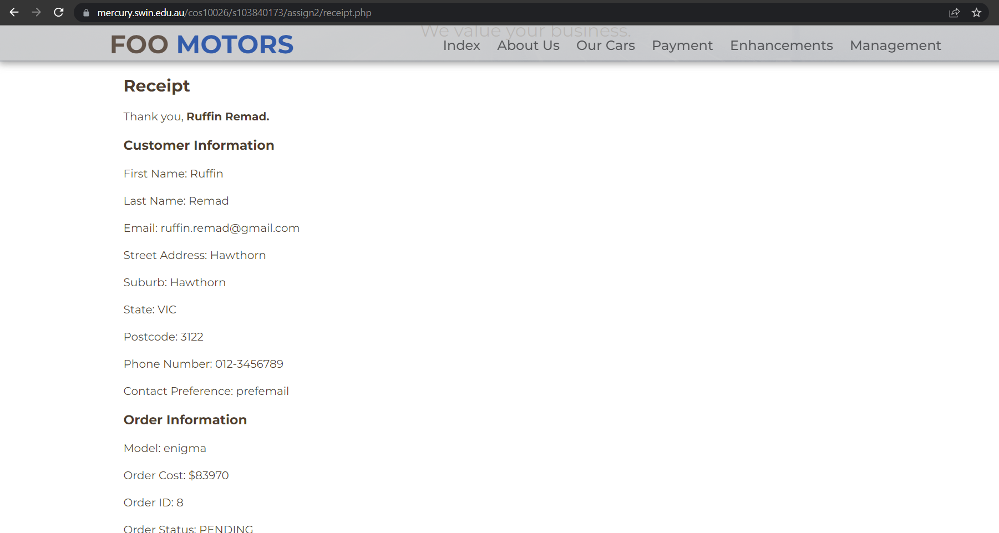 mercury.swin.edu.au/cos10026/s103840173/assign2/receipt.php
We value your business.
FOO MOTORS Index About Us Our Cars Payment Enhancements Management
Receipt
Thank you, Ruffin Remad.
Customer Information
First Name: Ruffin
Last Name: Remad
Email: ruffin.remad@gmail.com
Street Address: Hawthorn
Suburb: Hawthorn
State: VIC
Postcode: 3122
Phone Number: 012-3456789
Contact Preference: prefemail
Order Information
Model: enigma
Order Cost: $83970
Order ID: 8
Order Status: PENDING